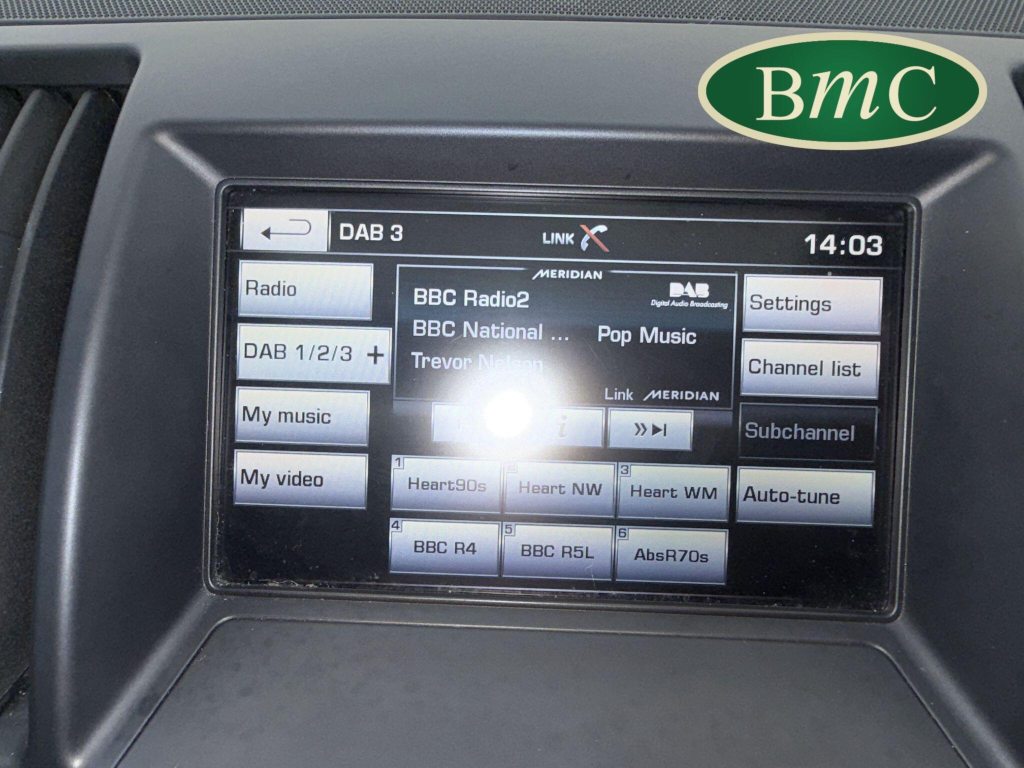 BmC
DAB 3
LINK
14:03
Radio
MERIDIAN
BBC Radio2
DAB
Digital Audio Broadcasting
Settings
BBC National ... Pop Music
DAB 1/2/3 +
Trevor Nelson
Channel list
Link MERIDIAN
My music
i
Subchannel
My video
1 Heart90s
2 Heart NW
3 Heart WM
Auto-tune
4 BBC R4
5 BBC R5L
6 AbsR70s